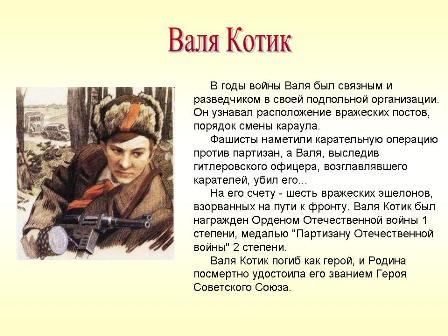 Валя Котик
В годы войны Валя был связным и
разведчиком в своей подпольной организации.
Он узнавал расположение вражеских постов,
порядок смены караула.
Фашисты наметили карательную операцию
против партизан, а Валя, выследив
гитлеровского офицера, возглавлявшего
карателей, убил его...
На его счету - шесть вражеских эшелонов,
взорванных на пути к фронту. Валя Котик был
награжден Орденом Отечественной войны 1
степени, медалью "Партизану Отечественной
войны" 2 степени.
Валя Котик погиб как герой, и Родина
посмертно удостоила его званием Героя
Советского Союза.